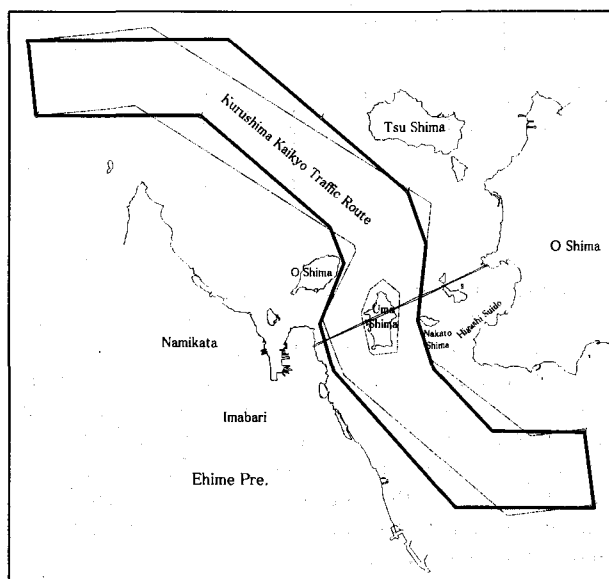 Kurushima Kaikyo Traffic Route
Tsu Shima
O Shima
O Shima
Uma
Shima
Nakato
Shima
Higashi Suido
Namikata
Imabari
Ehime Pre.